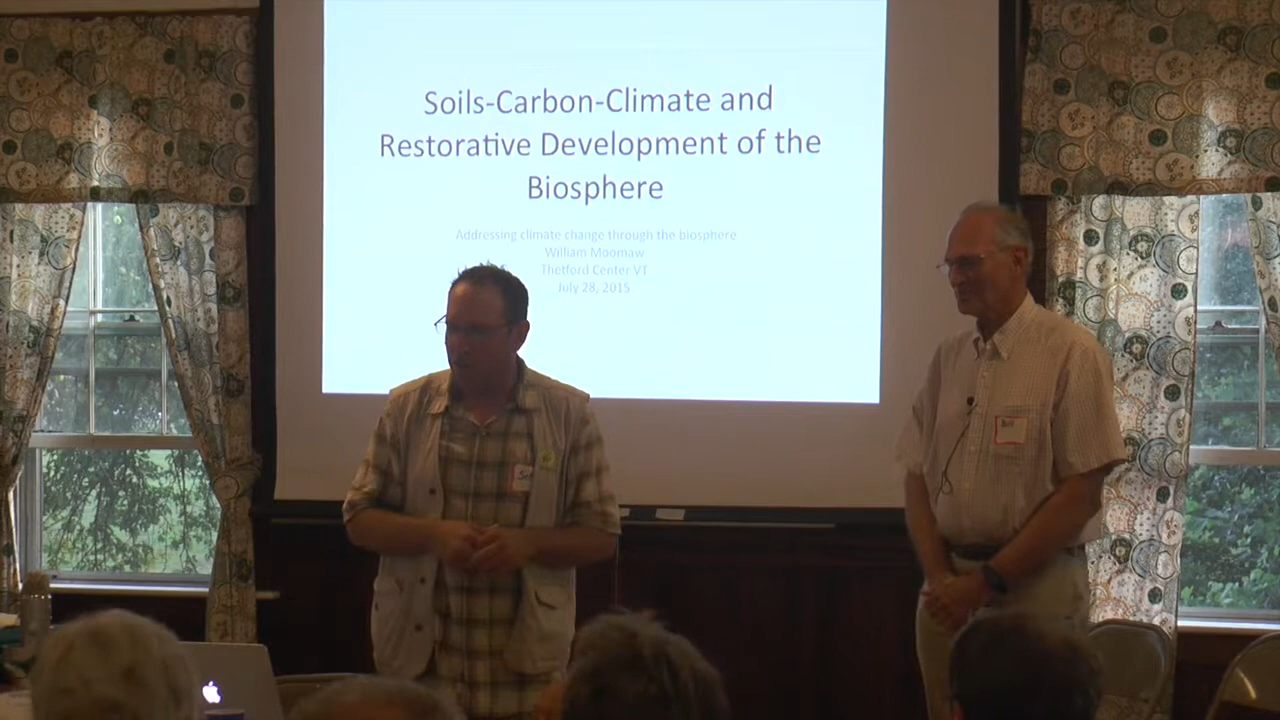 Soils-Carbon-Climate and
Restorative Development of the
Biosphere
Addressing climate change through the biosphere
William Moomaw
Thetford Center VT
July 28, 2015
Bill